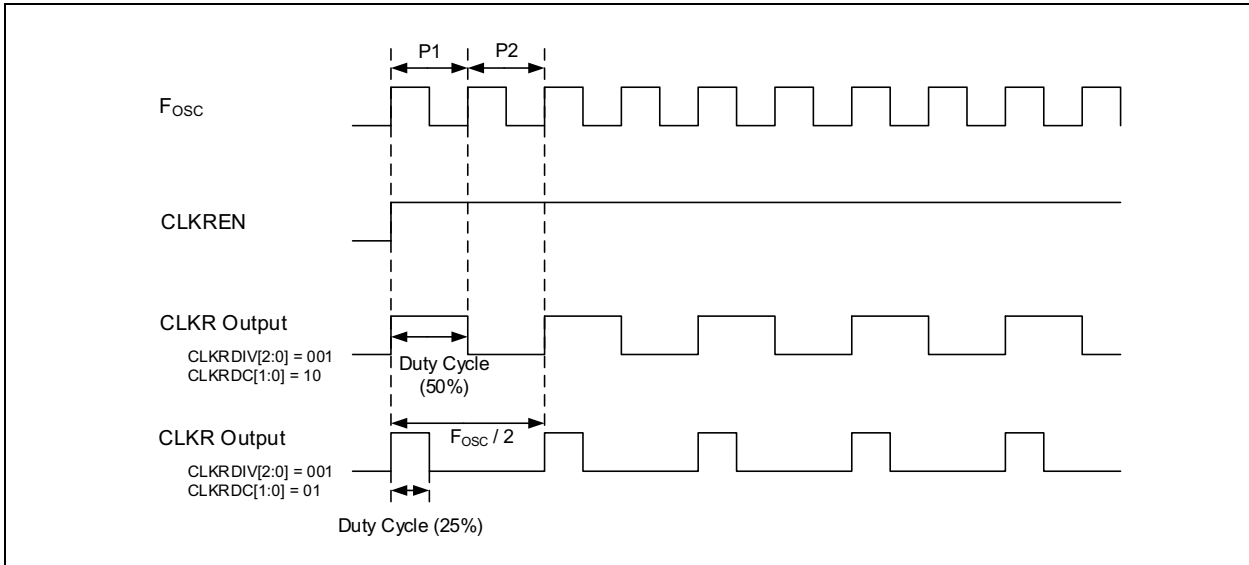 P1
P2
FOSC
CLKREN
CLKR Output
CLKRDIV[2:0] = 001
CLKRDC[1:0] = 10
Duty Cycle
(50%)
FOSC / 2
CLKR Output
CLKRDIV[2:0] = 001
CLKRDC[1:0] = 01
Duty Cycle (25%)